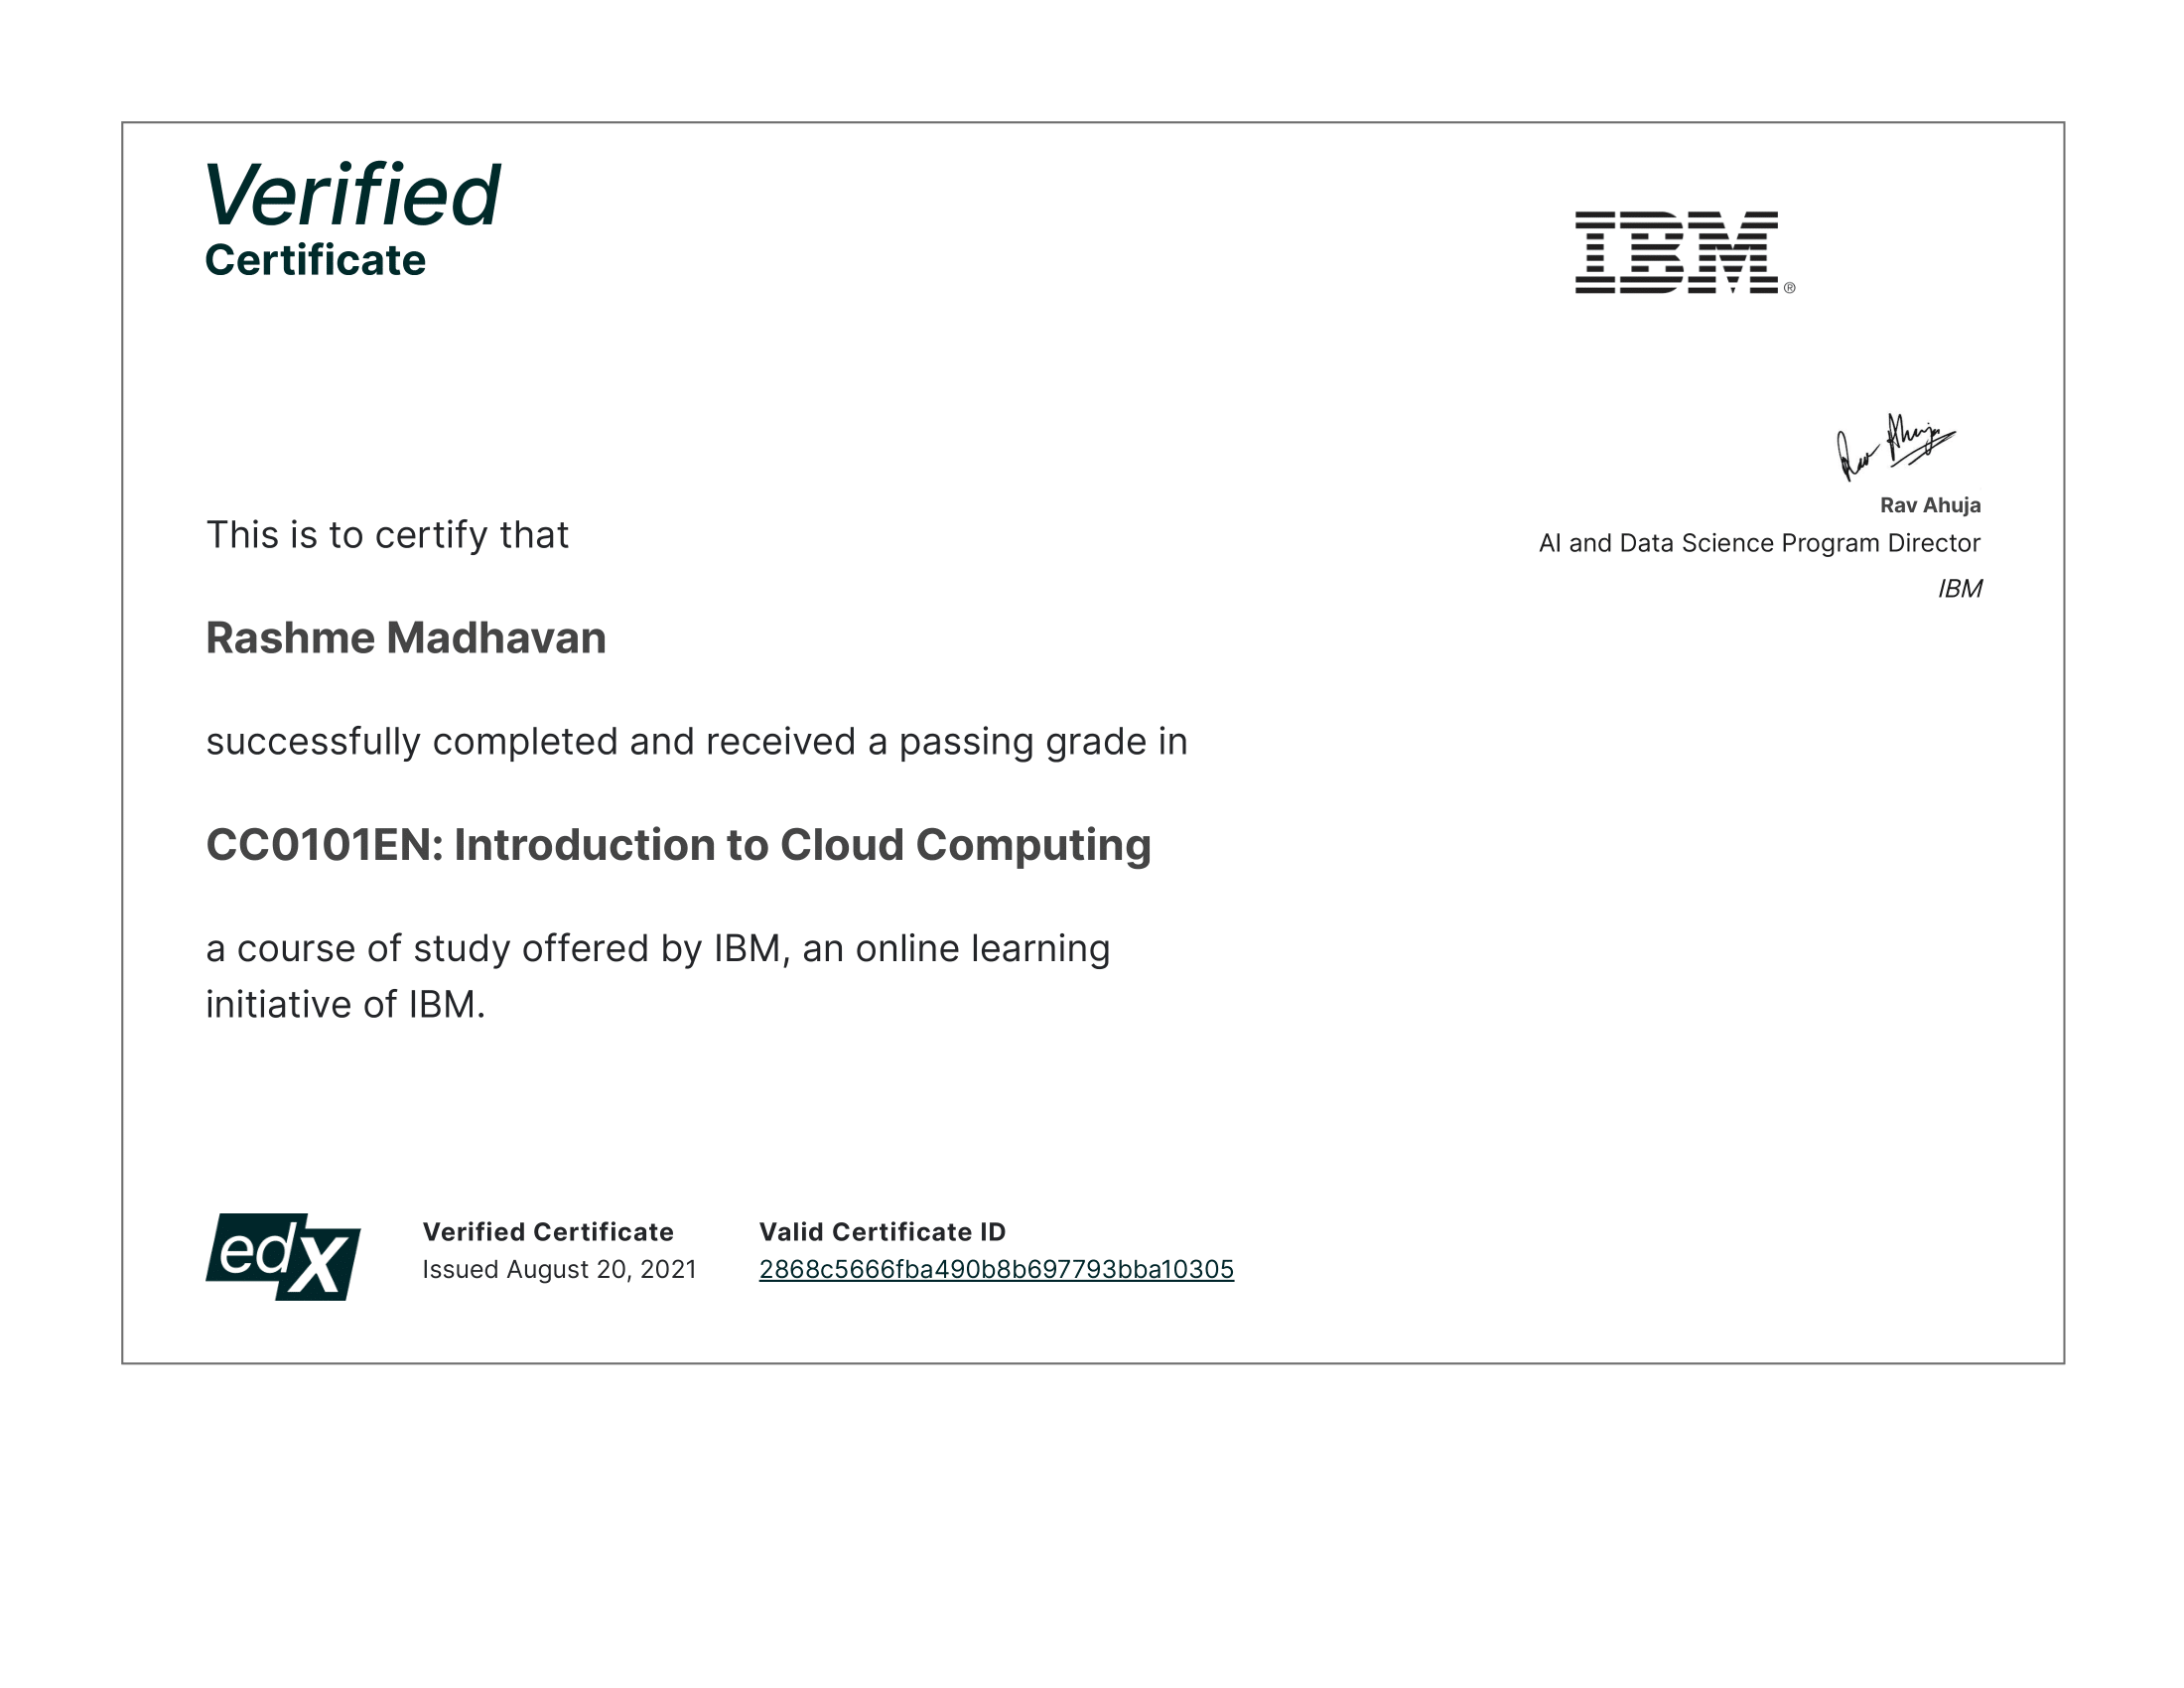 Verified
Certificate
IBM®
Rav Ahuja
Rav Ahuja
AI and Data Science Program Director
IBM
This is to certify that
Rashme Madhavan
successfully completed and received a passing grade in
CC0101EN: Introduction to Cloud Computing
a course of study offered by IBM, an online learning
initiative of IBM.
edX
Verified Certificate
Issued August 20, 2021
Valid Certificate ID
2868c5666fba490b8b697793bba10305